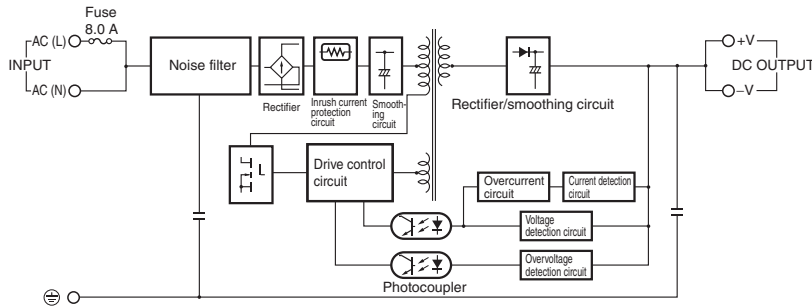 Fuse
8.0 A
AC (L)
INPUT
AC (N)
Noise filter
Rectifier
Inrush current
protection
circuit
Smooth-
ing
circuit
Rectifier/smoothing circuit
+V
DC OUTPUT
−V
Drive control
circuit
Overcurrent
circuit
Current detection
circuit
Voltage
detection circuit
Overvoltage
detection circuit
Photocoupler